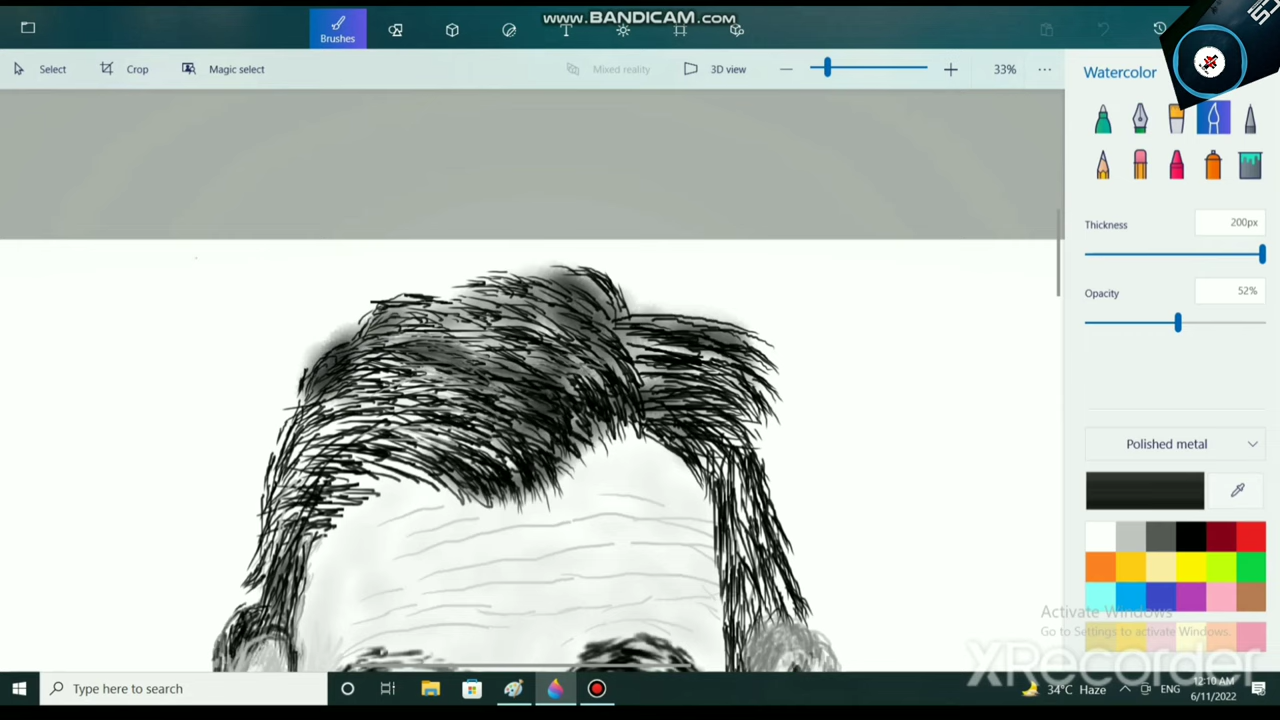 www.BANDICAM.com
Brushes
Select
Crop
Magic select
Mixed reality
3D view
33%
Watercolor
Thickness
200px
Opacity
52%
Polished metal
Activate Windows
Go to Settings to activate Windows.
XRecorder
Type here to search
34°C Haze
ENG
12:10 AM
6/11/2022